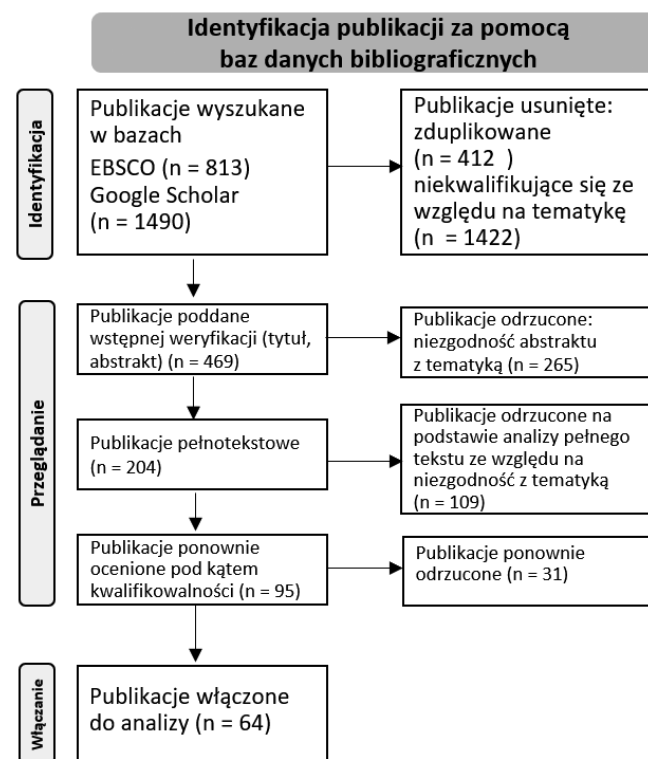 Identyfikacja publikacji za pomocą
baz danych bibliograficznych
Identyfikacja
Publikacje wyszukane
w bazach
EBSCO (n = 813)
Google Scholar
(n = 1490)
Publikacje usunięte:
zduplikowane
(n = 412 )
niekwalifikujące się ze
względu na tematykę
(n = 1422)
Przeglądanie
Publikacje poddane
wstępnej weryfikacji (tytuł,
abstrakt) (n = 469)
Publikacje odrzucone:
niezgodność abstraktu
z tematyką (n = 265)
Publikacje pełnotekstowe
(n = 204)
Publikacje odrzucone na
podstawie analizy pełnego
tekstu ze względu na
niezgodność z tematyką
(n = 109)
Publikacje ponownie
ocenione pod kątem
kwalifikowalności (n = 95)
Publikacje ponownie
odrzucone (n = 31)
Włączanie
Publikacje włączone
do analizy (n = 64)